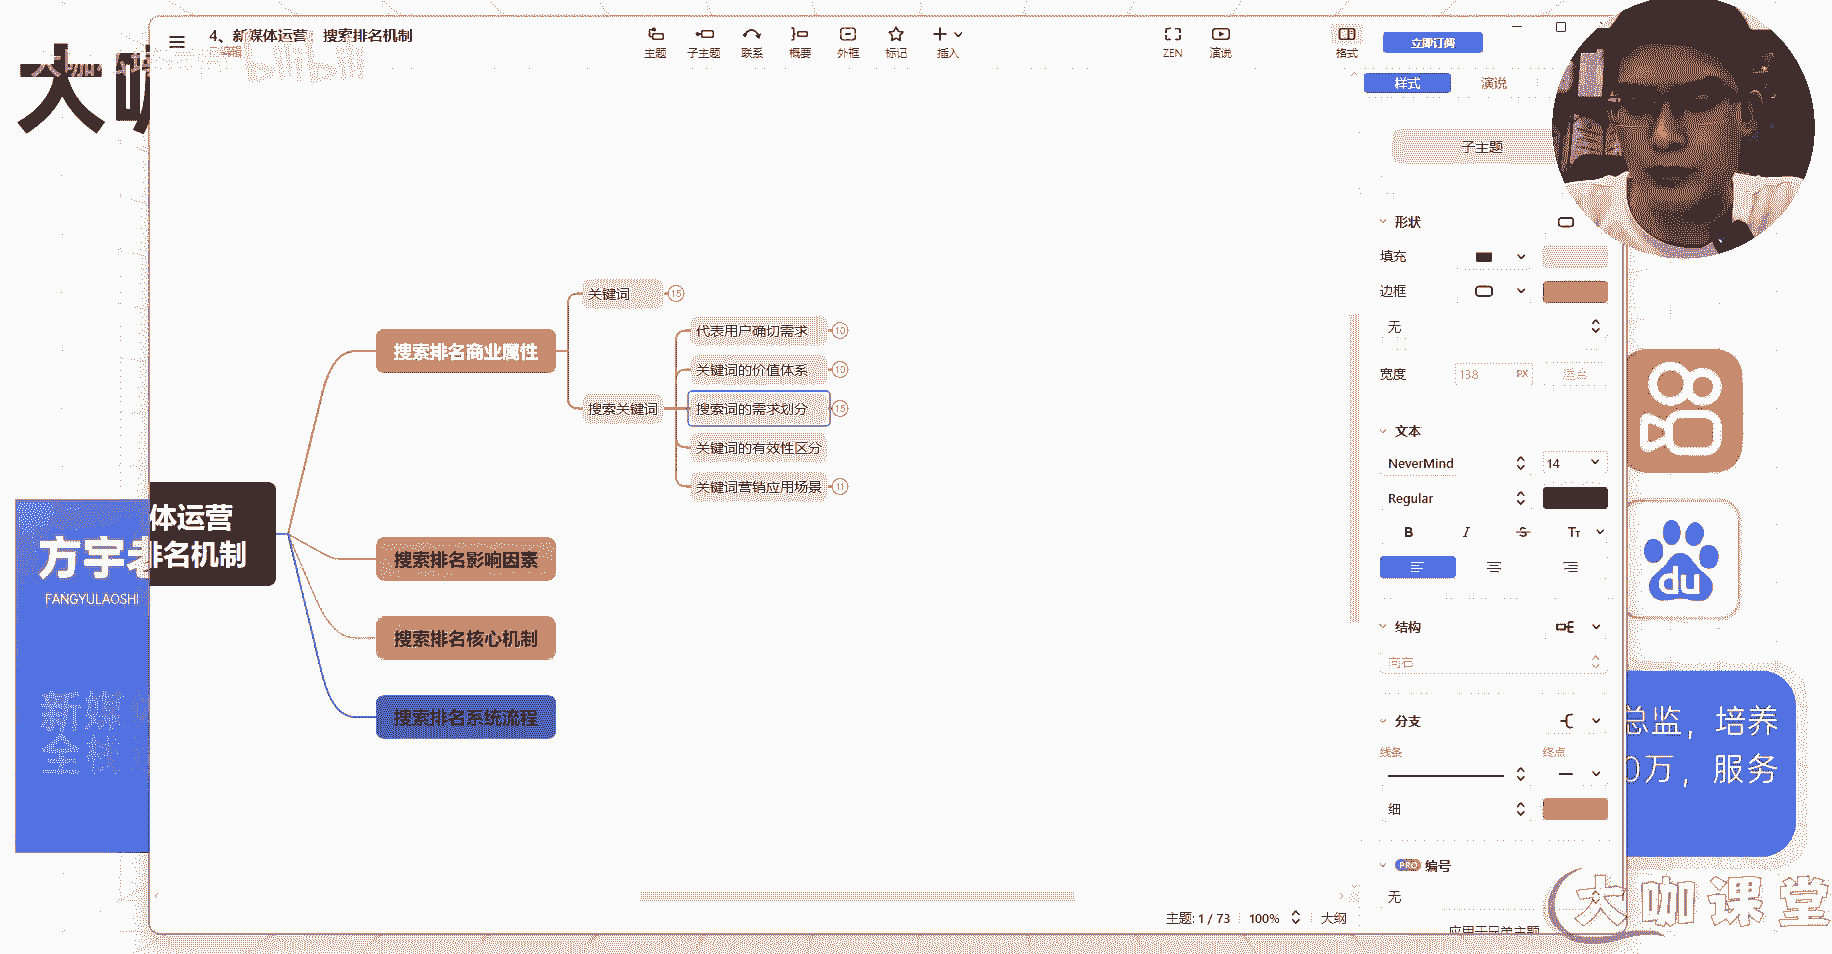 大咖
4、新媒体运营：搜索排名机制
已编辑
bilibili
主题
子主题
联系
概要
外框
标记
插入
ZEN
演说
格式
立即订阅
样式
演说
子主题
形状
填充
边框
无
宽度
138
PX
混合
文本
NeverMind
14
Regular
B
I
S
TT
结构
向右
分支
线条
终点
细
PRO 编号
无
应用于兄弟主题
体运营
排名机制
搜索排名商业属性
关键词
15
搜索关键词
代表用户确切需求
10
关键词的价值体系
10
搜索词的需求划分
15
关键词的有效性区分
关键词营销应用场景
11
搜索排名影响因素
搜索排名核心机制
搜索排名系统流程
主题: 1 / 73
100%
大纲
方宇老
FANGYULAOSHI
新媒
全栈
du
总监，培养
0万，服务
大咖课堂